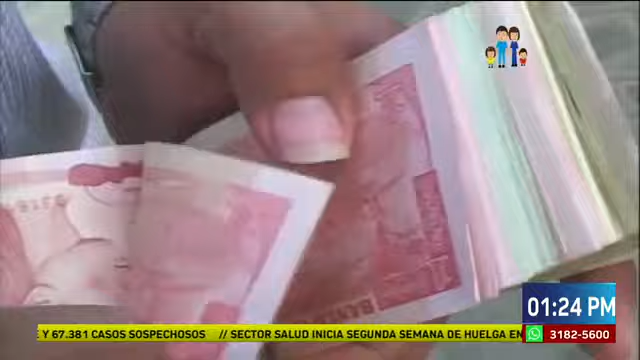 01:24 PM
E Y 67.381 CASOS SOSPECHOSOS // SECTOR SALUD INICIA SEGUNDA SEMANA DE HUELGA EN
3182-5600